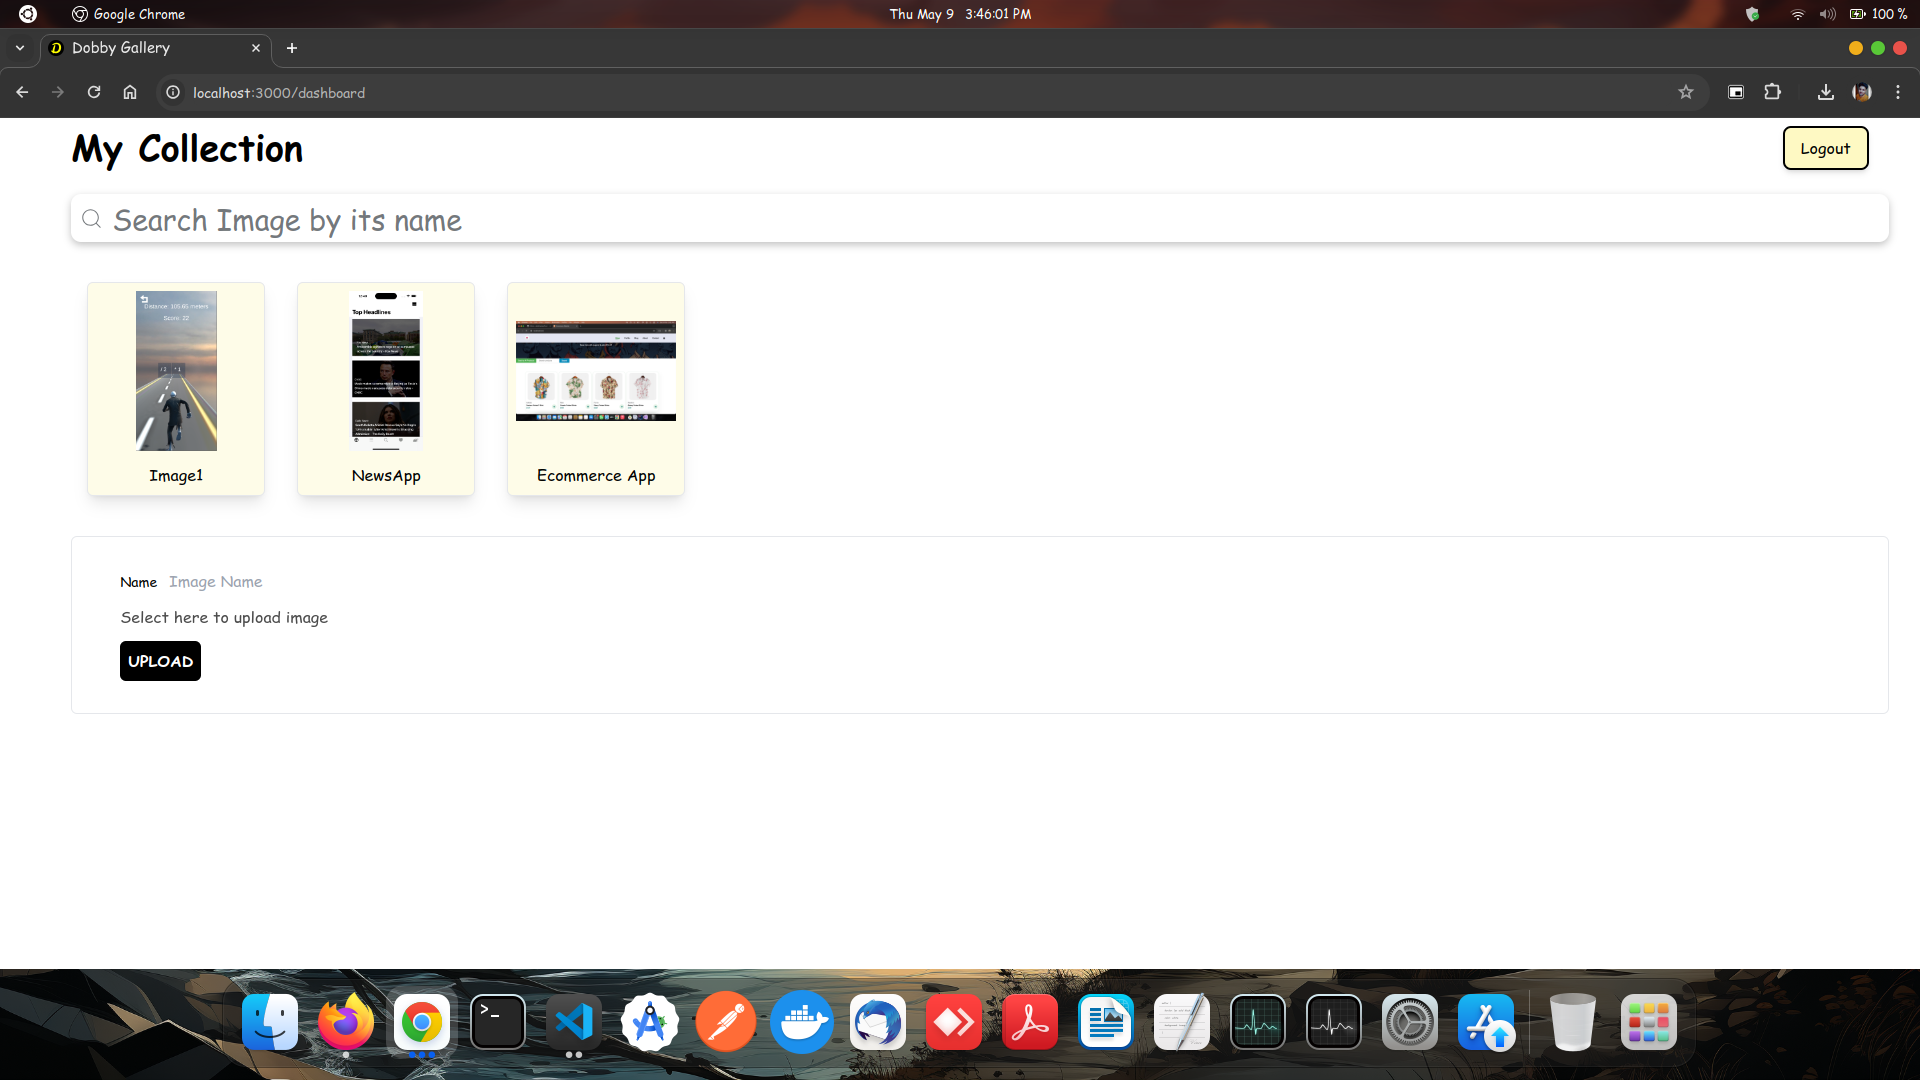 Google Chrome
Thu May 9 3:46:01 PM
100 %
Dobby Gallery
localhost:3000/dashboard
My Collection
Logout
Search Image by its name
Distance: 105.65 meters
Score: 22
Top Headlines
Image1
NewsApp
Ecommerce App
Name
Image Name
Select here to upload image
UPLOAD